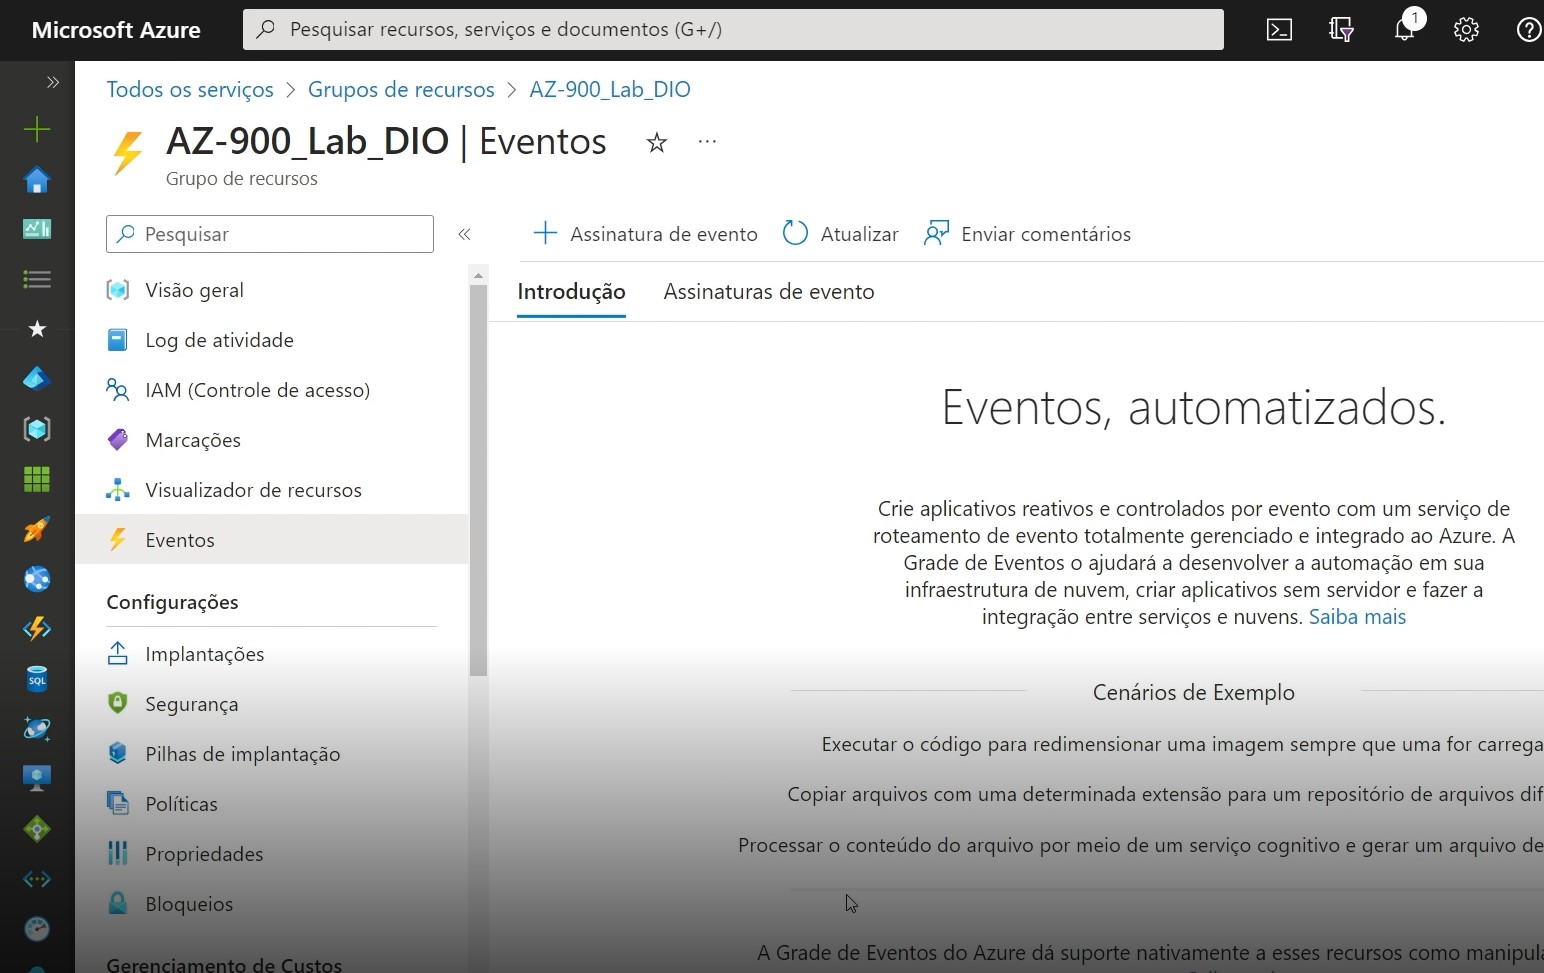 Microsoft Azure
Pesquisar recursos, serviços e documentos (G+/)
1
Todos os serviços > Grupos de recursos > AZ-900_Lab_DIO
AZ-900_Lab_DIO | Eventos
Grupo de recursos
Pesquisar
Assinatura de evento
Atualizar
Enviar comentários
Visão geral
Log de atividade
IAM (Controle de acesso)
Marcações
Visualizador de recursos
Eventos
Configurações
Implantações
Segurança
Pilhas de implantação
Políticas
Propriedades
Bloqueios
Gerenciamento de Custos
SQL
Introdução
Assinaturas de evento
Eventos, automatizados.
Crie aplicativos reativos e controlados por evento com um serviço de
roteamento de evento totalmente gerenciado e integrado ao Azure. A
Grade de Eventos o ajudará a desenvolver a automação em sua
infraestrutura de nuvem, criar aplicativos sem servidor e fazer a
integração entre serviços e nuvens. Saiba mais
Cenários de Exemplo
Executar o código para redimensionar uma imagem sempre que uma for carrega
Copiar arquivos com uma determinada extensão para um repositório de arquivos dif
Processar o conteúdo do arquivo por meio de um serviço cognitivo e gerar um arquivo de
A Grade de Eventos do Azure dá suporte nativamente a esses recursos como manipula